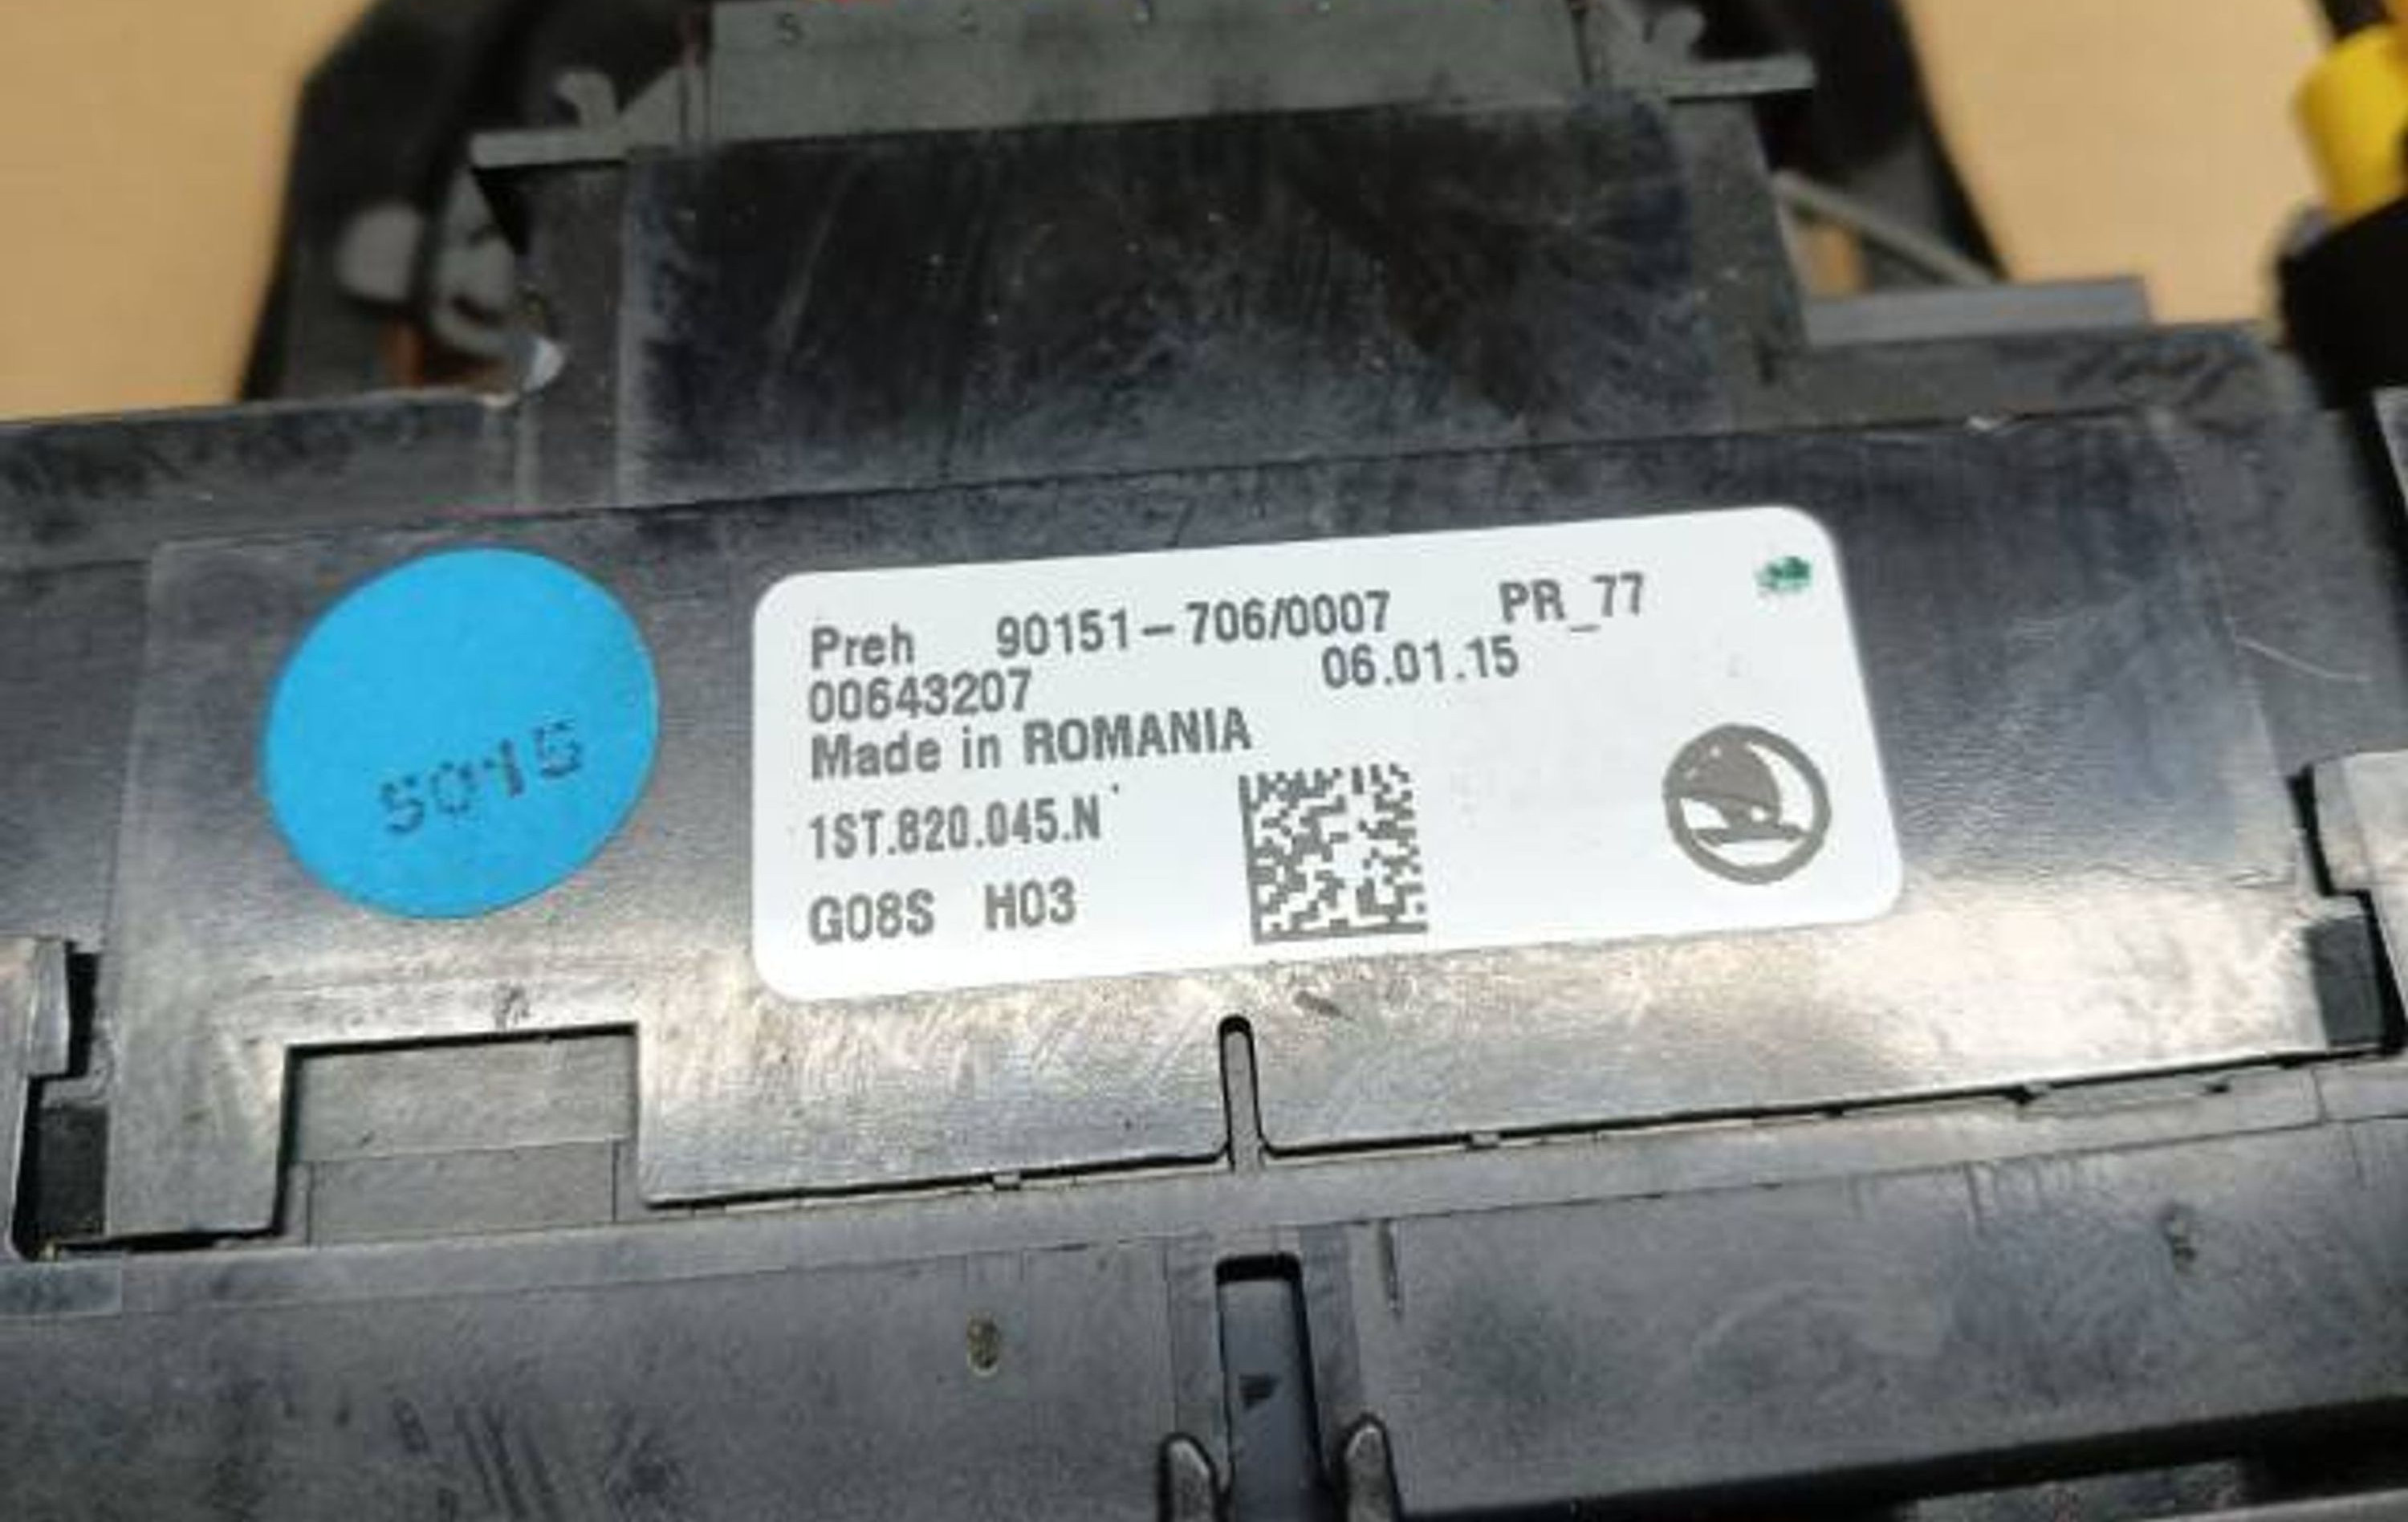 Preh 90151-706/0007 PR_77
00643207 06.01.15
Made in ROMANIA
1ST.820.045.N
G08S H03
5015